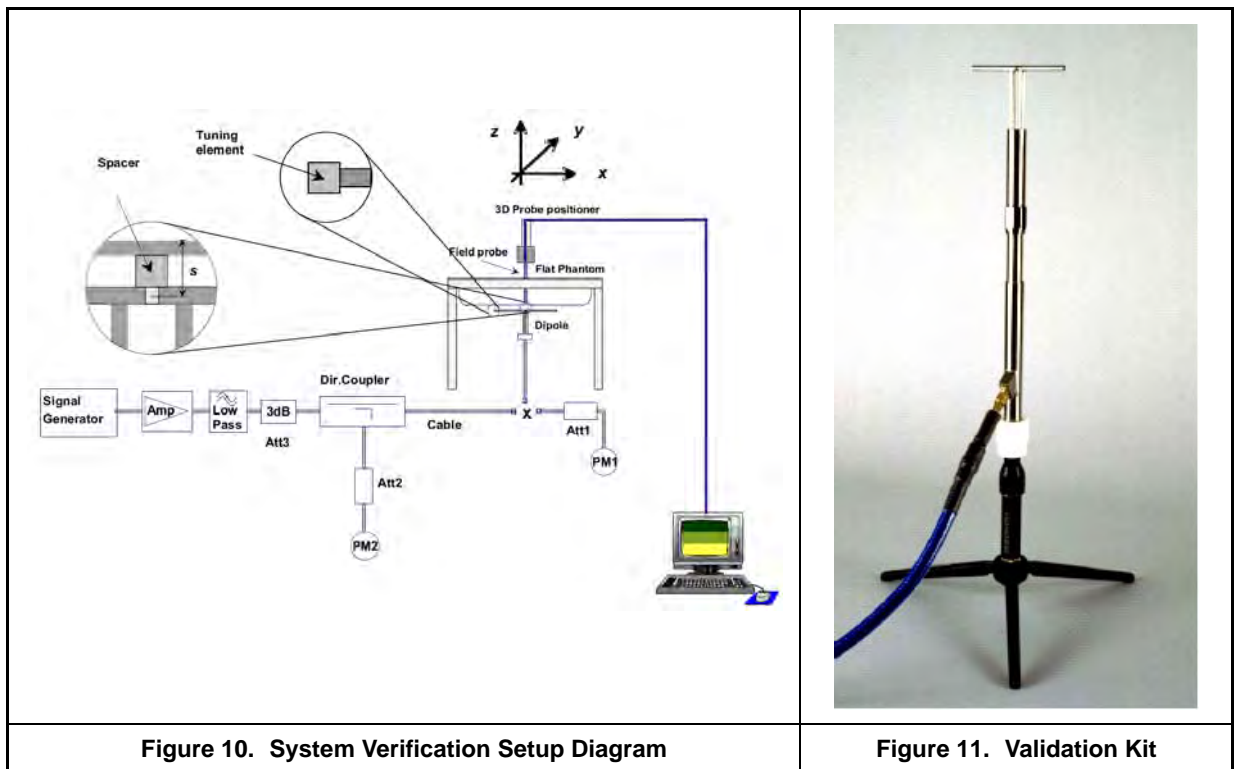 Tuning
element
Spacer
s
z
y
x
3D Probe positioner
Field probe
Flat Phantom
Dipole
Dir.Coupler
Signal
Generator
Amp
Low
Pass
3dB
Att3
Cable
X
Att1
PM1
Att2
PM2
Figure 10. System Verification Setup Diagram
Figure 11. Validation Kit